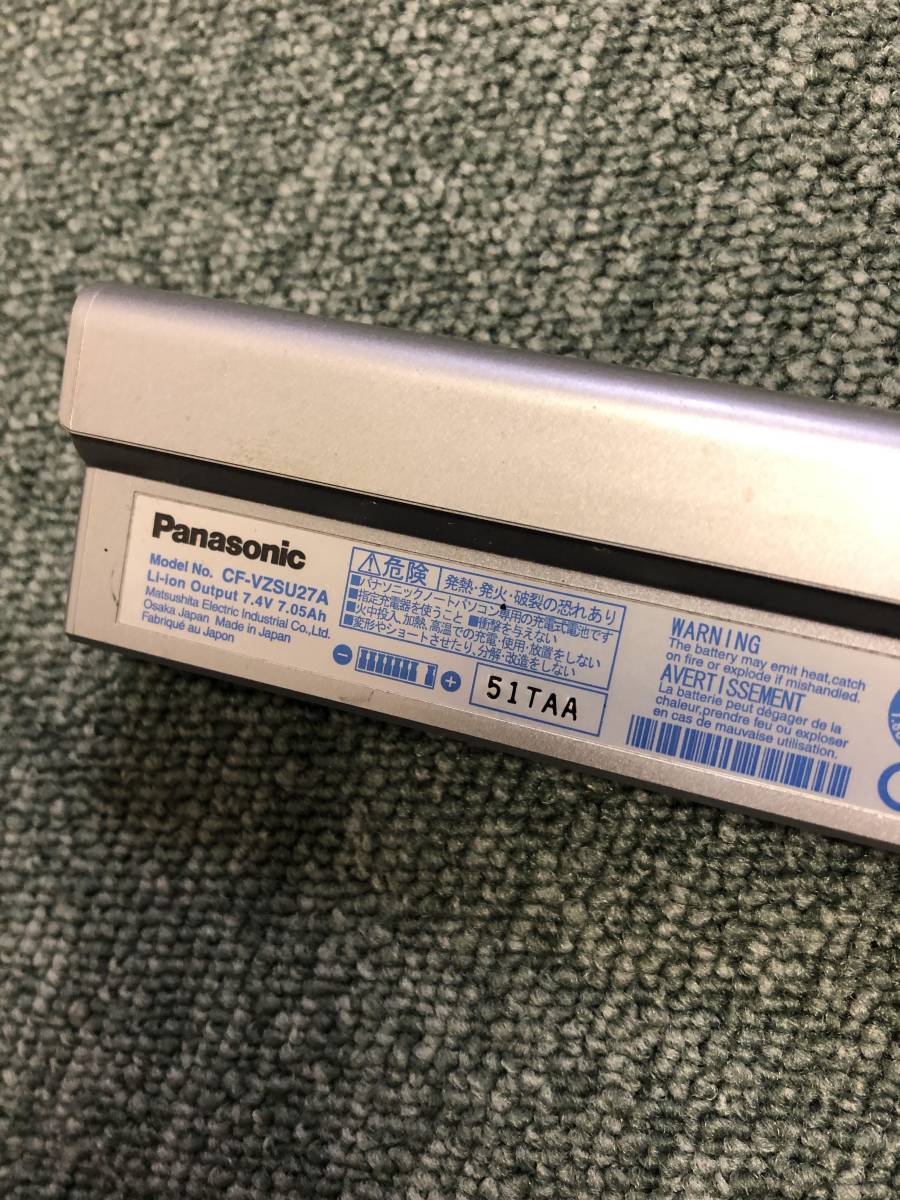 Panasonic
Model No. CF-VZSU27A
Li-ion Output 7.4V 7.05Ah
Matsushita Electric Industrial Co., Ltd.
Osaka Japan Made in Japan
Fabriqué au Japon
危険 発熱・発火・破裂の恐れあり
■パナソニックノートパソコン専用の充電式電池です
■指定充電器を使うこと ■衝撃を与えない
■火中投入、加熱、高温での充電・使用・放置をしない
■変形やショートさせたり、分解・改造をしない
51TAA
WARNING
The battery may emit heat,catch
on fire or explode if mishandled.
AVERTISSEMENT
La batterie peut dégager de la
chaleur,prendre feu ou exploser
en cas de mauvaise utilisation.